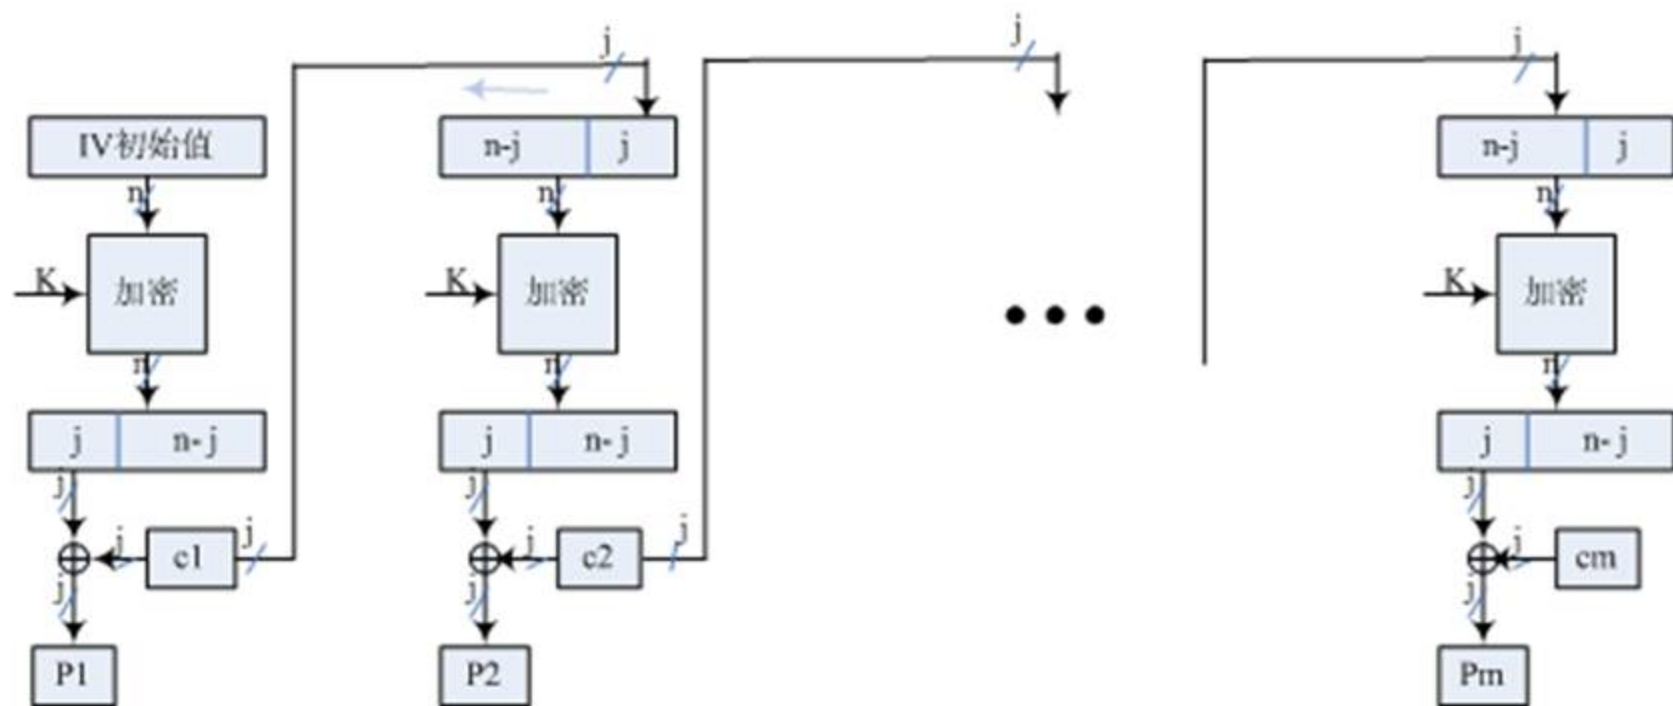 j j j
IV初始值 n-j j n-j j
n n n
K 加密 K 加密 K 加密
n n n
j n-j j n-j j n-j
j j j
j c1 j j c2 j j cm
j j j
P1 P2 Pm